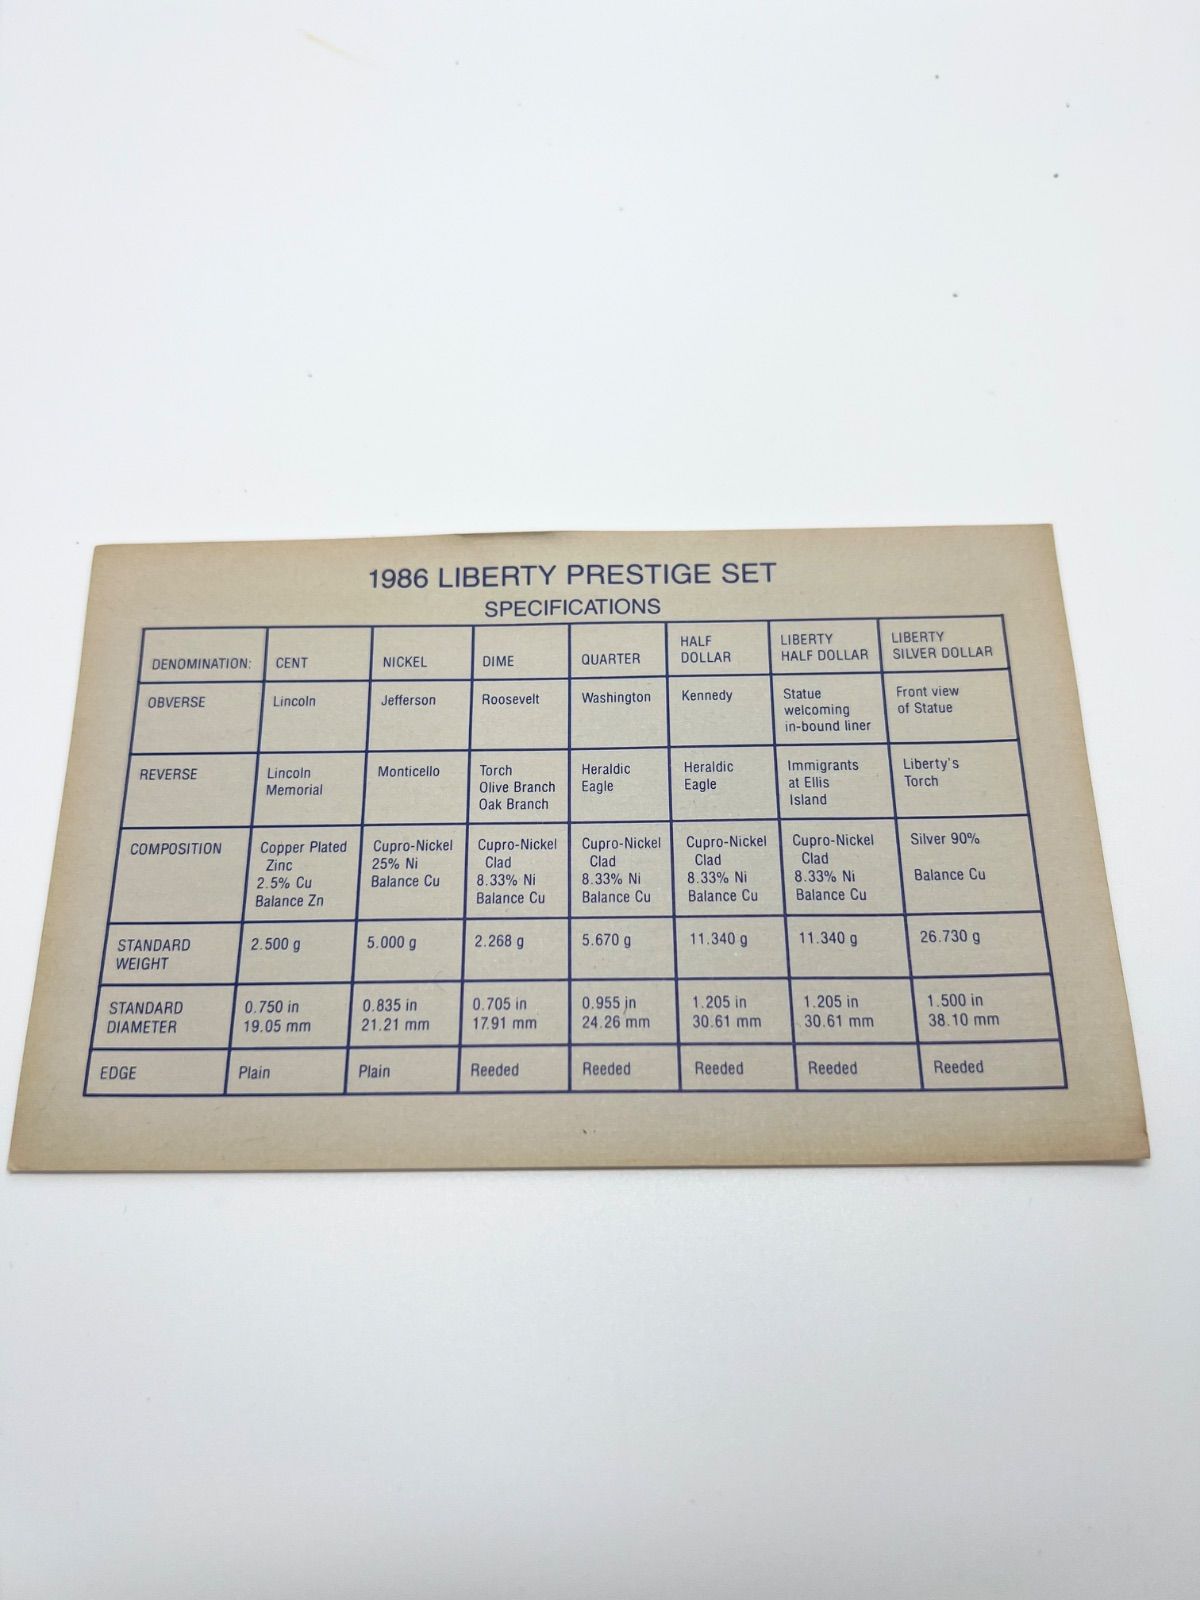 1986 LIBERTY PRESTIGE SET
SPECIFICATIONS
DENOMINATION: CENT NICKEL DIME QUARTER HALF DOLLAR LIBERTY HALF DOLLAR LIBERTY SILVER DOLLAR
OBVERSE Lincoln Jefferson Roosevelt Washington Kennedy Statue welcoming in-bound liner Front view of Statue
REVERSE Lincoln Memorial Monticello Torch Olive Branch Oak Branch Heraldic Eagle Heraldic Eagle Immigrants at Ellis Island Liberty's Torch
COMPOSITION Copper Plated Zinc 2.5% Cu Balance Zn Cupro-Nickel 25% Ni Balance Cu Cupro-Nickel Clad 8.33% Ni Balance Cu Cupro-Nickel Clad 8.33% Ni Balance Cu Cupro-Nickel Clad 8.33% Ni Balance Cu Cupro-Nickel Clad 8.33% Ni Balance Cu Silver 90% Balance Cu
STANDARD WEIGHT 2.500 g 5.000 g 2.268 g 5.670 g 11.340 g 11.340 g 26.730 g
STANDARD DIAMETER 0.750 in 19.05 mm 0.835 in 21.21 mm 0.705 in 17.91 mm 0.955 in 24.26 mm 1.205 in 30.61 mm 1.205 in 30.61 mm 1.500 in 38.10 mm
EDGE Plain Plain Reeded Reeded Reeded Reeded Reeded